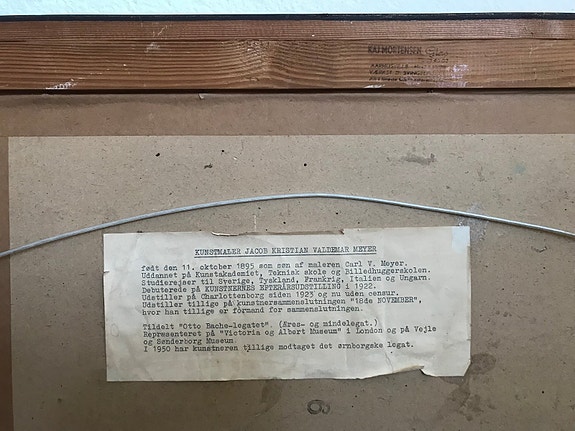 KAJ MORTENSEN
KUNSTMALER JACOB KRISTIAN VALDEMAR MEYER
født den 11. oktober 1895 som søn af maleren Carl V. Meyer.
Uddannet på Kunstakademiet, Teknisk skole og Billedhuggerskolen.
Studierejser til Sverige, Tyskland, Frankrig, Italien og Ungarn.
Debuterede på KUNSTNERNES EFTERÅRSUDSTILLING i 1922.
Udstiller på Charlottenborg siden 1923 og nu uden censur.
Udstiller tillige på kunstnersammenslutningen "18de NOVEMBER",
hvor han tillige er formand for sammenslutningen.
Tildelt "Otto Bache-legatet". (Æres- og mindelegat.)
Representeret på "Victoria og Albert Museum" i London og på Vejle
og Sønderborg Museum.
I 1950 har kunstneren tillige modtaget det ørnborgske legat.